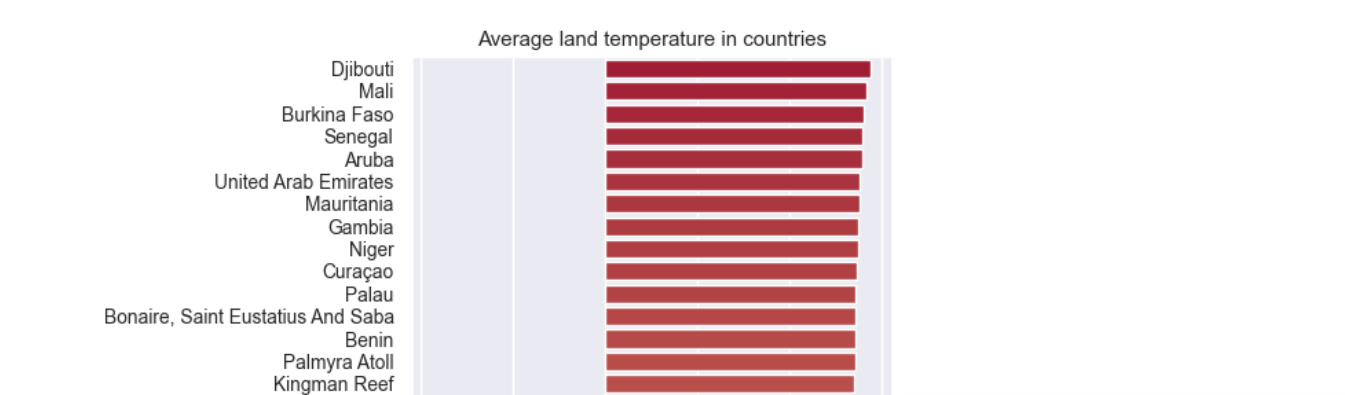 Average land temperature in countries
Djibouti
Mali
Burkina Faso
Senegal
Aruba
United Arab Emirates
Mauritania
Gambia
Niger
Curaçao
Palau
Bonaire, Saint Eustatius And Saba
Benin
Palmyra Atoll
Kingman Reef